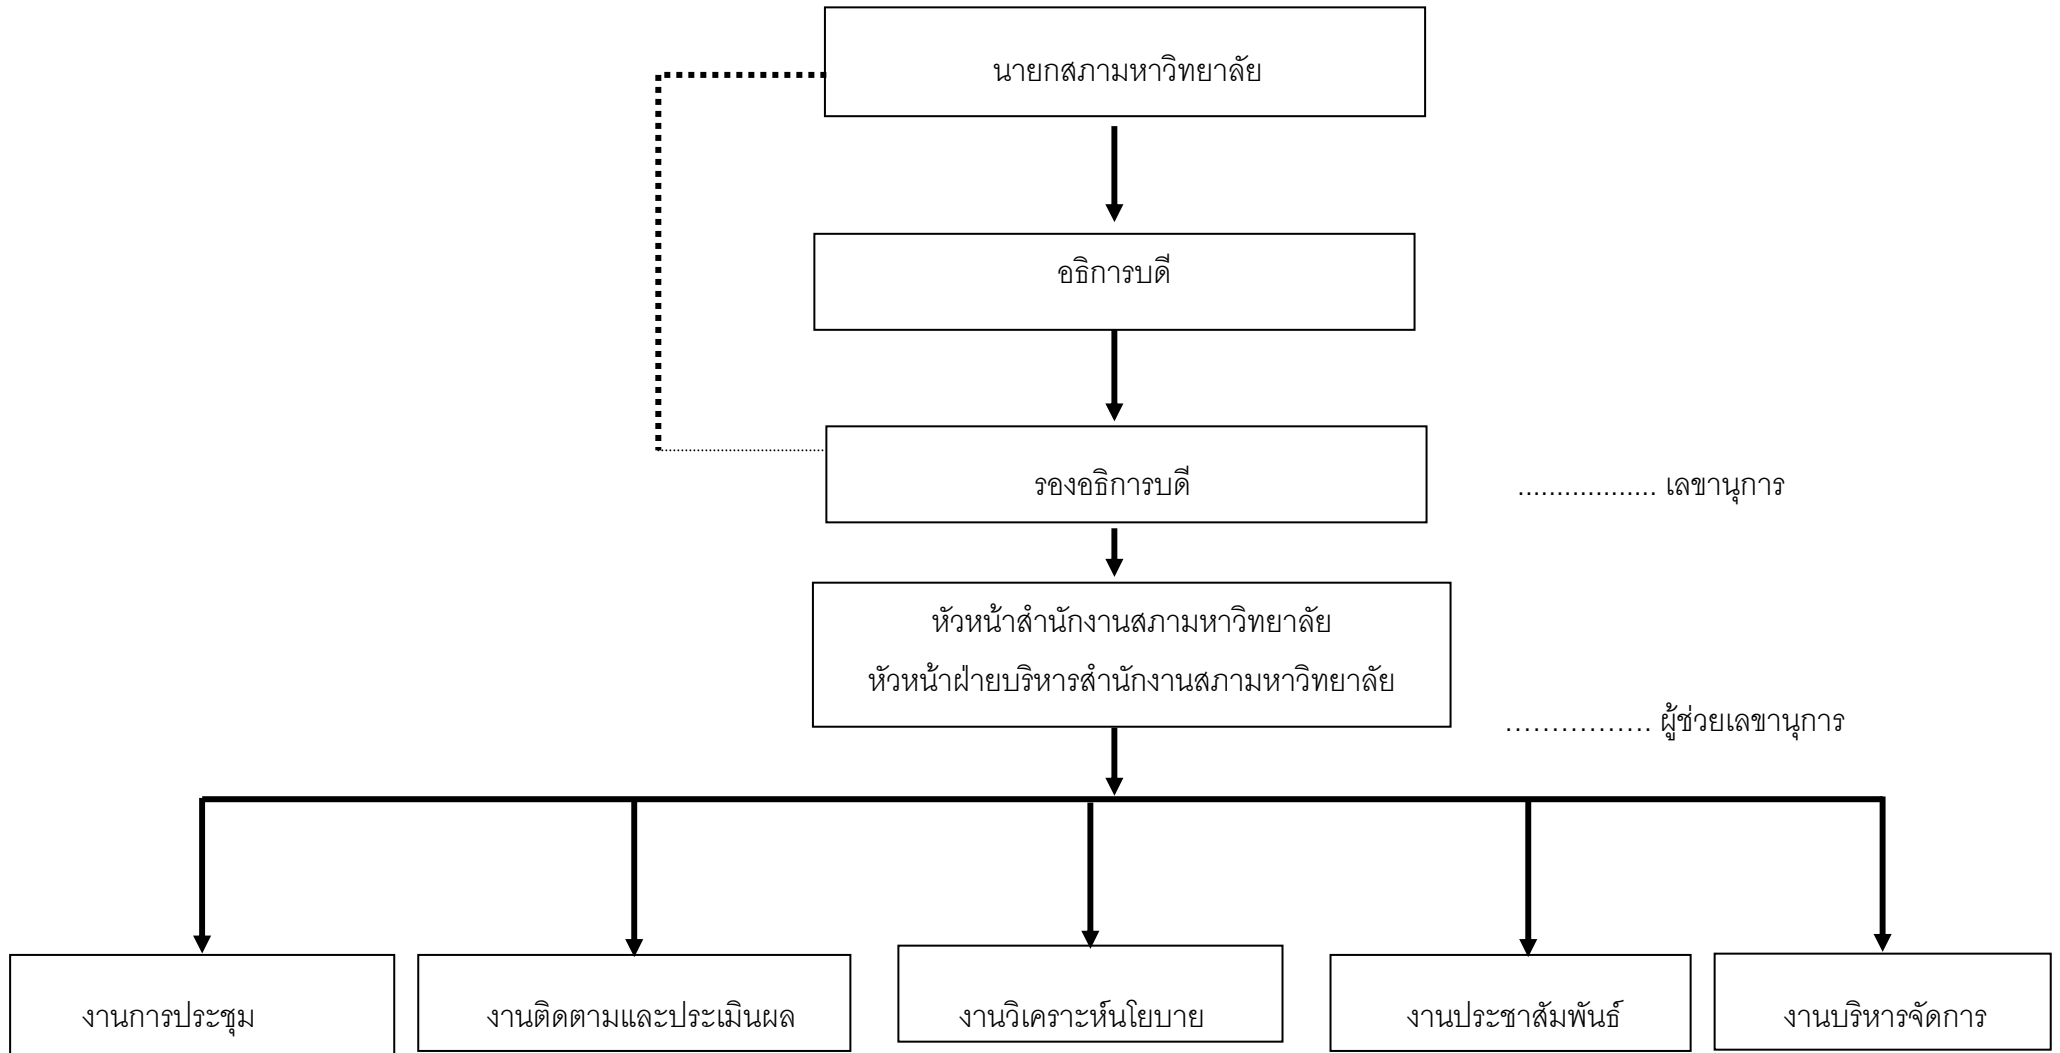 นายกสภามหาวิทยาลัย
อธิการบดี
รองอธิการบดี
.................. เลขานุการ
หัวหน้าสำนักงานสภามหาวิทยาลัย
หัวหน้าฝ่ายบริหารสำนักงานสภามหาวิทยาลัย
................ ผู้ช่วยเลขานุการ
งานการประชุม
งานติดตามและประเมินผล
งานวิเคราะห์นโยบาย
งานประชาสัมพันธ์
งานบริหารจัดการ